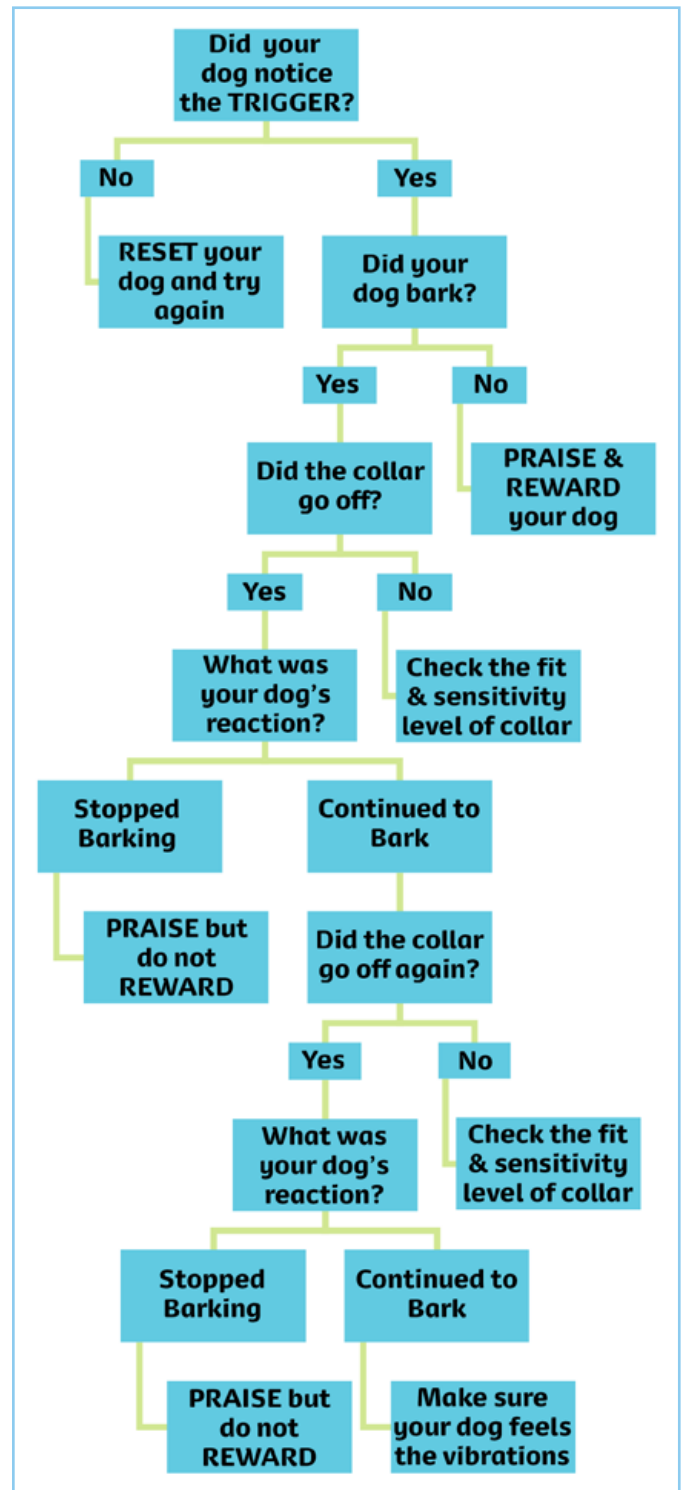 Did your
dog notice
the TRIGGER?
No
Yes
RESET your
dog and try
again
Did your
dog bark?
Yes
No
Did the collar
go off?
PRAISE &
REWARD
your dog
Yes
No
What was
your dog's
reaction?
Check the fit
& sensitivity
level of collar
Stopped
Barking
Continued to
Bark
PRAISE but
do not
REWARD
Did the collar
go off again?
Yes
No
What was
your dog's
reaction?
Check the fit
& sensitivity
level of collar
Stopped
Barking
Continued to
Bark
PRAISE but
do not
REWARD
Make sure
your dog feels
the vibrations